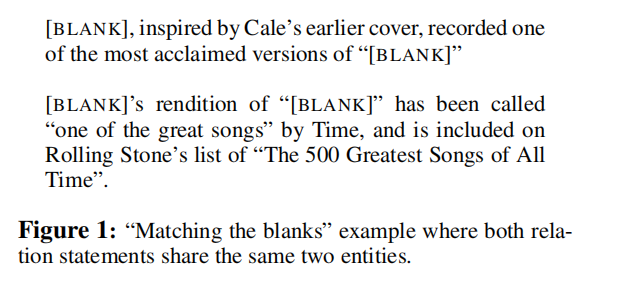 [BLANK], inspired by Cale’s earlier cover, recorded one
of the most acclaimed versions of “[BLANK]”
[BLANK]’s rendition of “[BLANK]” has been called
“one of the great songs” by Time, and is included on
Rolling Stone’s list of “The 500 Greatest Songs of All
Time”.
Figure 1: “Matching the blanks” example where both rela-
tion statements share the same two entities.